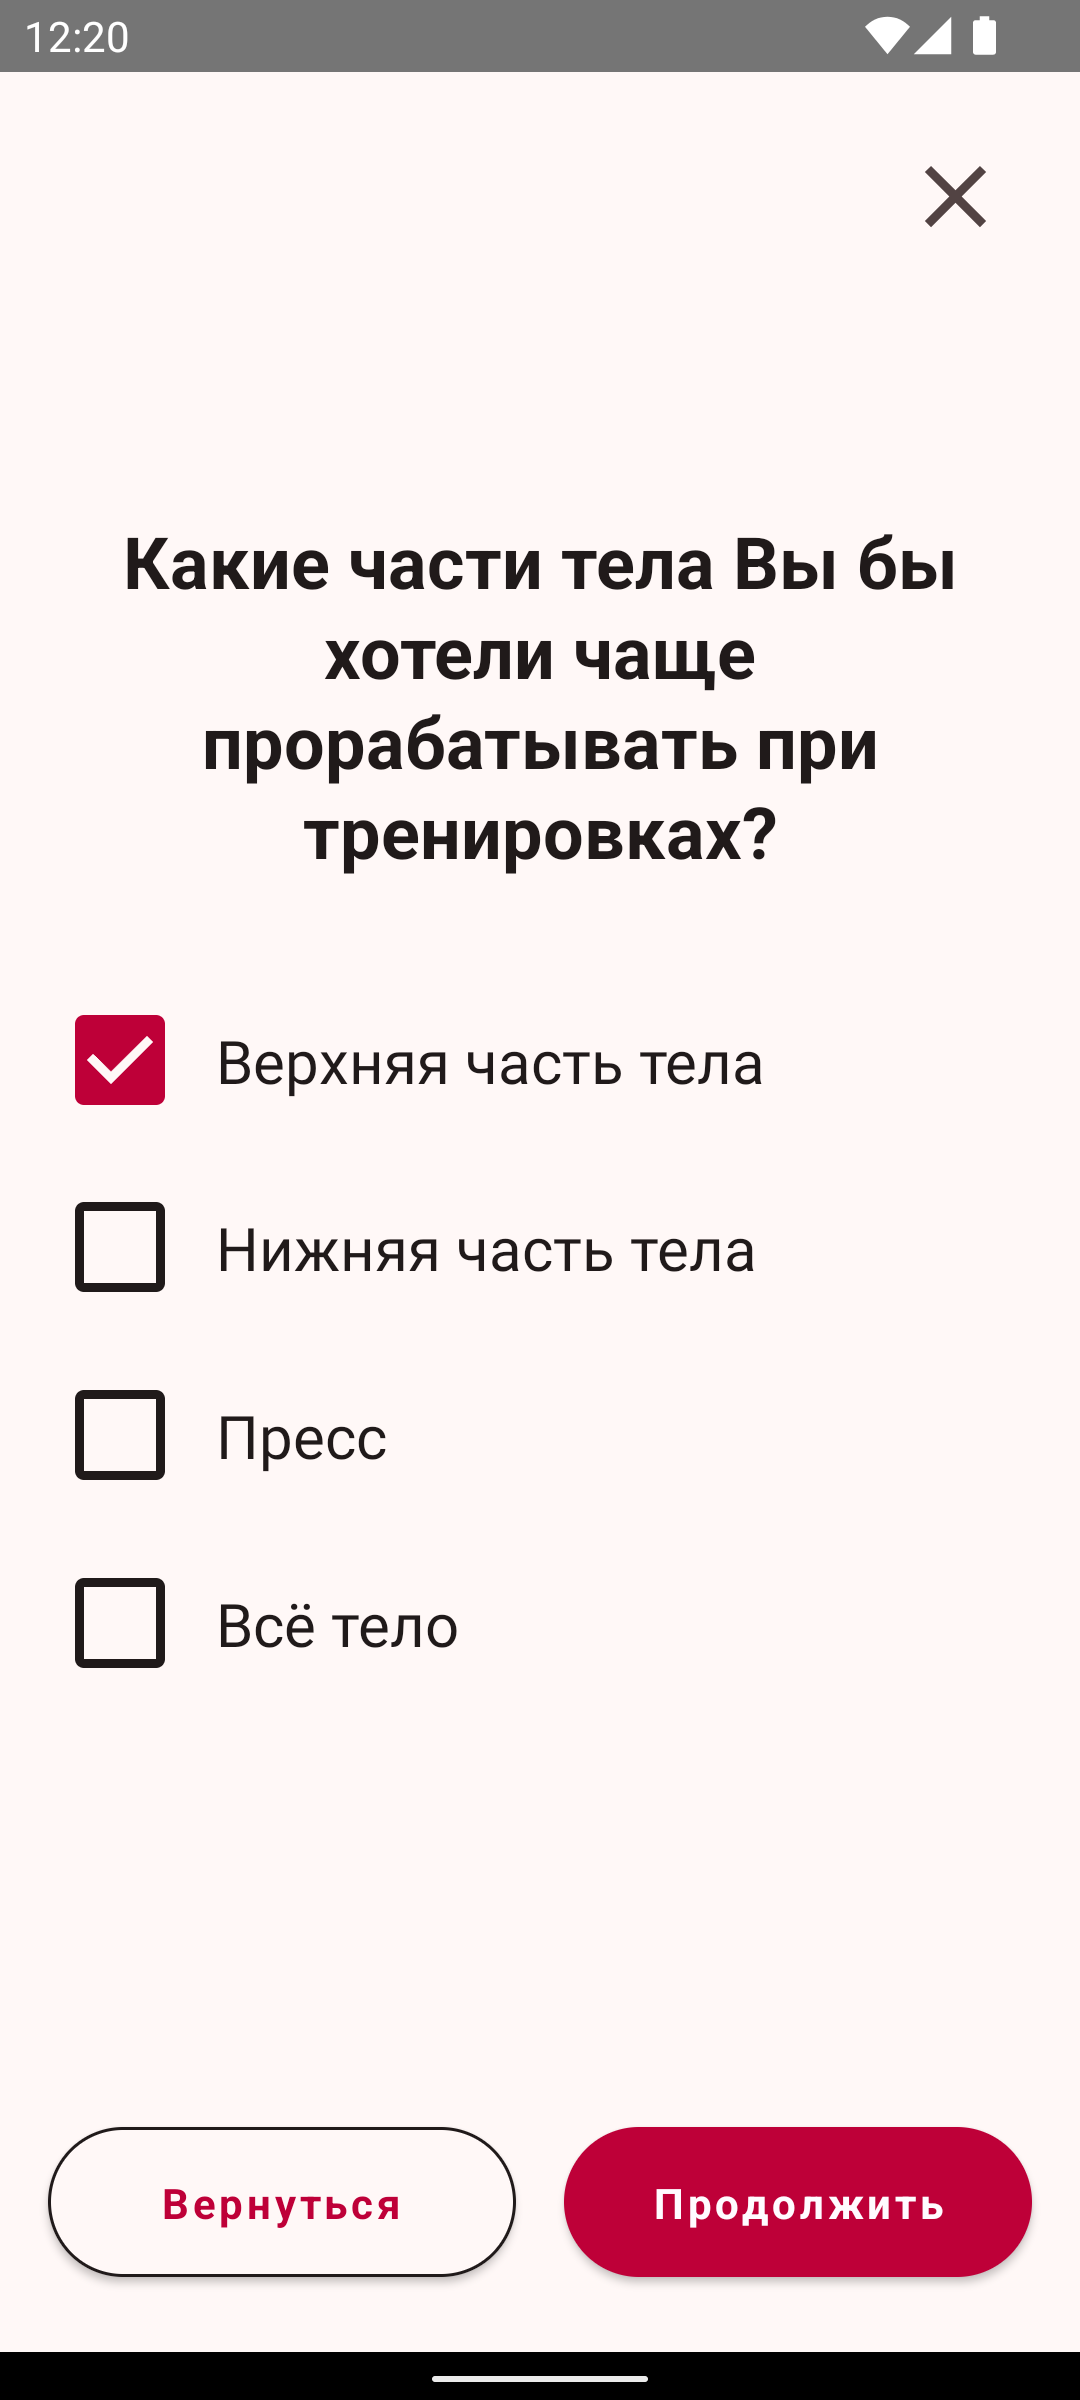 12:20
Какие части тела Вы бы
хотели чаще
прорабатывать при
тренировках?
Верхняя часть тела
Нижняя часть тела
Пресс
Всё тело
Вернуться
Продолжить